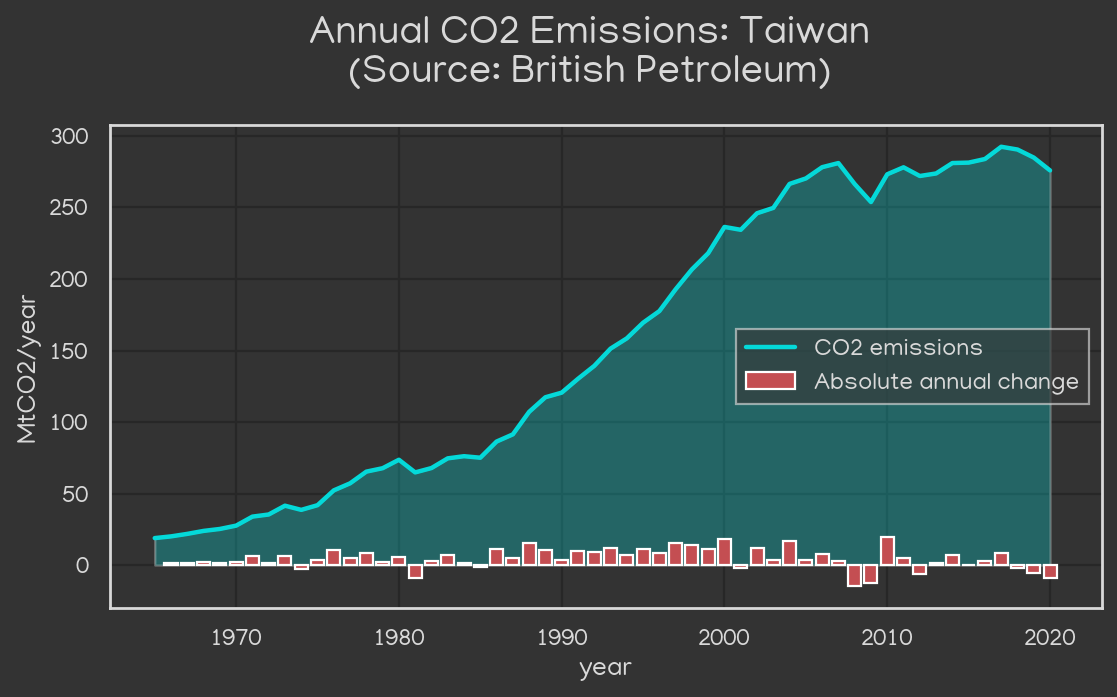 Annual CO2 Emissions: Taiwan
(Source: British Petroleum)
MtCO2/year
300
250
200
150
100
50
0
CO2 emissions
Absolute annual change
1970
1980
1990
2000
2010
2020
year